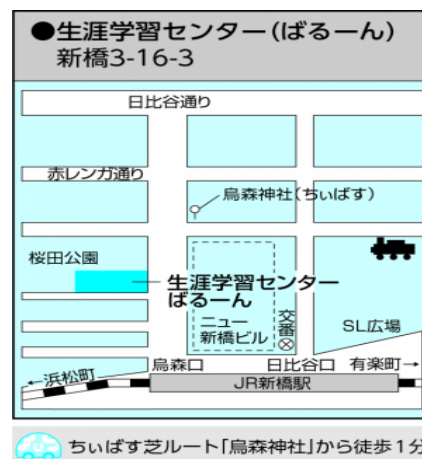 ●生涯学習センター(ばるーん)
新橋3-16-3
日比谷通り
赤レンガ通り
烏森神社(ちぃばす)
桜田公園
生涯学習センター
ばるーん
ニュー
新橋ビル
交番
SL広場
烏森口
日比谷口
有楽町→
←浜松町
JR新橋駅
ちぃばす芝ルート「烏森神社」から徒歩1分